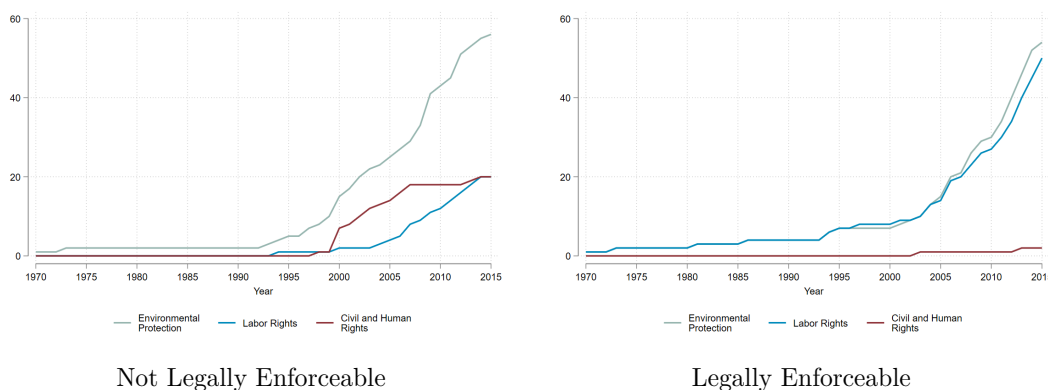 60
40
20
0
1970 1975 1980 1985 1990 1995 2000 2005 2010 2015
Year
Environmental
Protection
Labor Rights
Civil and Human
Rights
Not Legally Enforceable
60
40
20
0
1970 1975 1980 1985 1990 1995 2000 2005 2010 201
Year
Environmental
Protection
Labor Rights
Civil and Human
Rights
Legally Enforceable